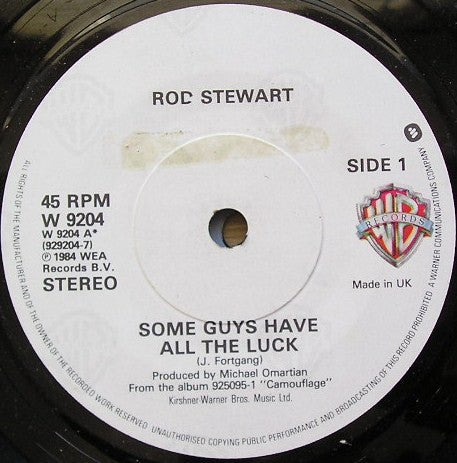 ROD STEWART
SIDE 1
45 RPM
W 9204
W 9204 A*
(929204-7)
℗ 1984 WEA
Records B.V.
STEREO
WB
RECORDS
Made in UK
SOME GUYS HAVE
ALL THE LUCK
(J. Fortgang)
Produced by Michael Omartian
From the album 925095-1 "Camouflage"
Kirshner-Warner Bros. Music Ltd.
ALL RIGHTS OF THE MANUFACTURER AND OF THE OWNER OF THE RECORDED WORK RESERVED. UNAUTHORISED COPYING PUBLIC PERFORMANCE AND BROADCASTING OF THIS RECORD PROHIBITED A WARNER COMMUNICATIONS COMPANY